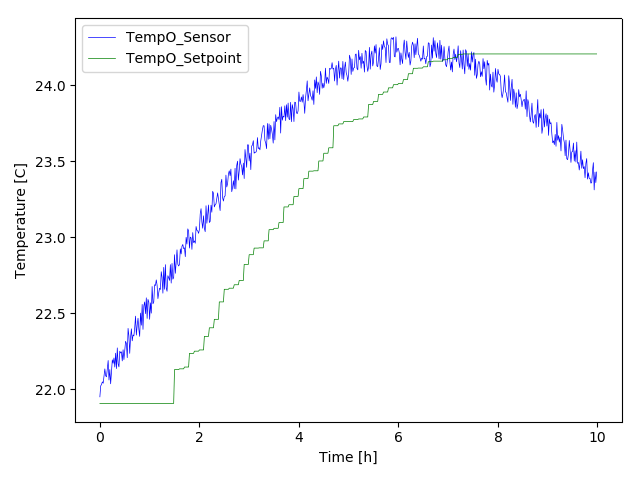 TempO_Sensor
TempO_Setpoint
Temperature [C]
24.0
23.5
23.0
22.5
22.0
0 2 4 6 8 10
Time [h]